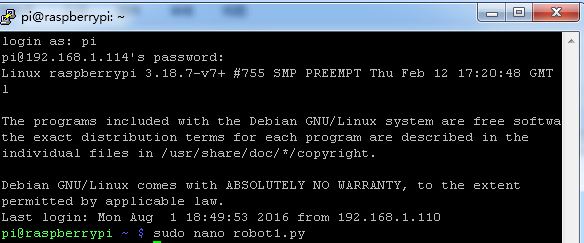 pi@raspberrypi: ~
login as: pi
pi@192.168.1.114's password:
Linux raspberrypi 3.18.7-v7+ #755 SMP PREEMPT Thu Feb 12 17:20:48 GMT
l

The programs included with the Debian GNU/Linux system are free softwa
the exact distribution terms for each program are described in the
individual files in /usr/share/doc/*/copyright.

Debian GNU/Linux comes with ABSOLUTELY NO WARRANTY, to the extent
permitted by applicable law.
Last login: Mon Aug  1 18:49:53 2016 from 192.168.1.110
pi@raspberrypi ~ $ sudo nano robot1.py